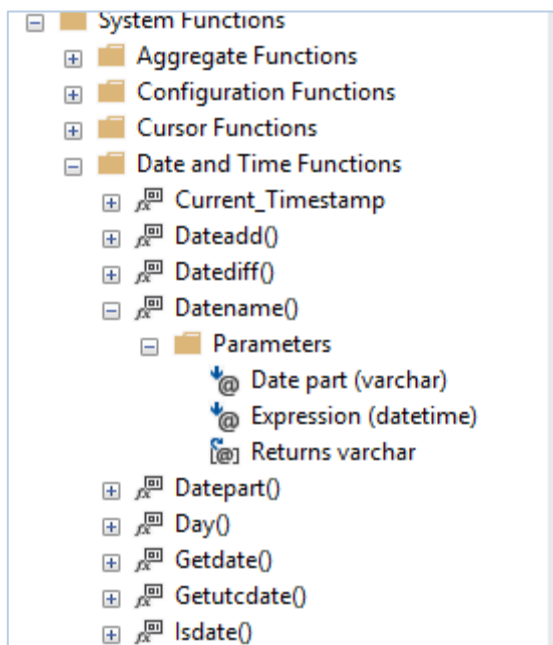 System Functions
Aggregate Functions
Configuration Functions
Cursor Functions
Date and Time Functions
Current_Timestamp
Dateadd()
Datediff()
Datename()
Parameters
Date part (varchar)
Expression (datetime)
Returns varchar
Datepart()
Day()
Getdate()
Getutcdate()
Isdate()